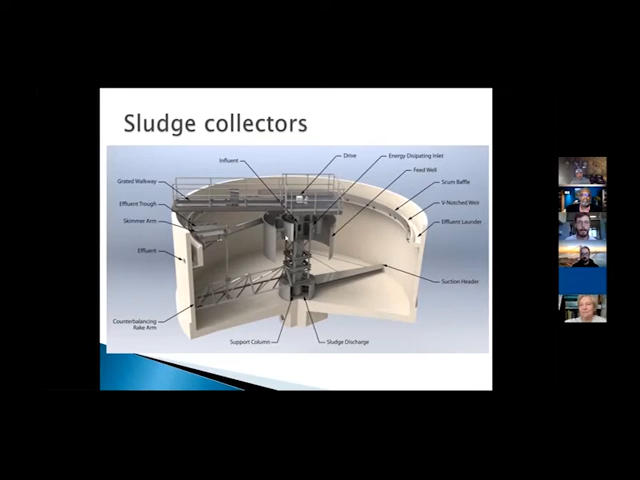 Sludge collectors
Influent
Drive
Energy Disipating Inlet
Feed Well
Grated Walkway
Scum Baffle
Effluent Trough
V-Notched Weir
Skimmer Arm
Effluent Launder
Effluent
Suction Header
Counterbalancing
Rake Arm
Support Column
Sludge Discharge